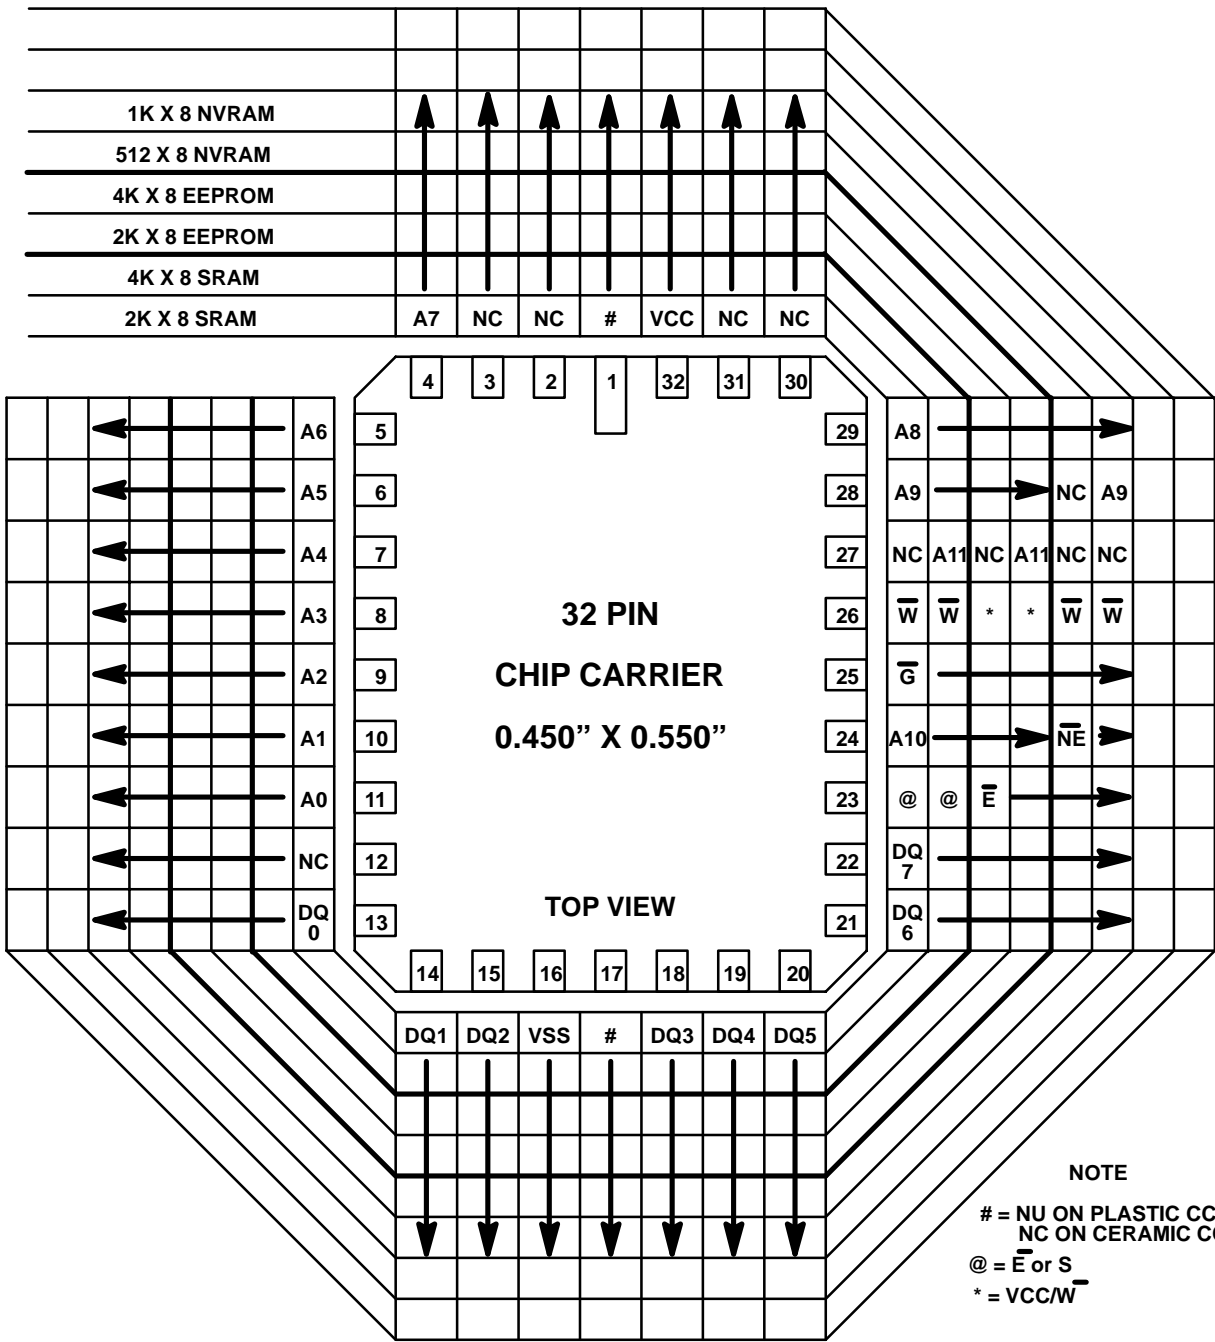 1K X 8 NVRAM
512 X 8 NVRAM
4K X 8 EEPROM
2K X 8 EEPROM
4K X 8 SRAM
2K X 8 SRAM A7 NC NC # VCC NC NC
4 3 2 1 32 31 30
A6 5 29 A8
A5 6 28 A9 NC A9
A4 7 27 NC A11 NC A11 NC NC
A3 8 32 PIN 26 W̅ W̅ * * W̅ W̅
A2 9 CHIP CARRIER 25 G̅
A1 10 0.450” X 0.550” 24 A10 N̅E̅
A0 11 23 @ @ E̅
NC 12 22 DQ 7
DQ 0 13 TOP VIEW 21 DQ 6
14 15 16 17 18 19 20
DQ1 DQ2 VSS # DQ3 DQ4 DQ5
NOTE
# = NU ON PLASTIC CC
NC ON CERAMIC CC
@ = E̅ or S
* = VCC/W̅